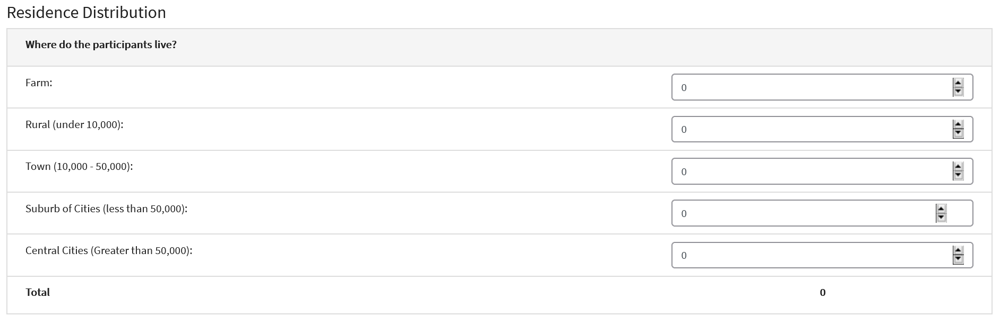 Residence Distribution
Where do the participants live?
Farm: 0
Rural (under 10,000): 0
Town (10,000 - 50,000): 0
Suburb of Cities (less than 50,000): 0
Central Cities (Greater than 50,000): 0
Total 0